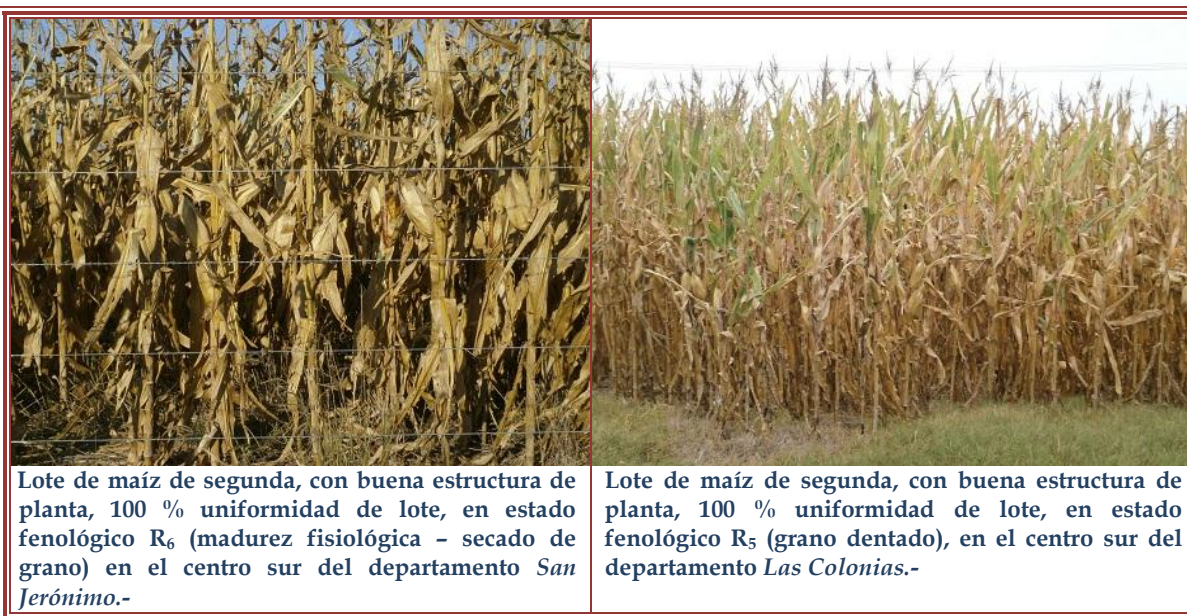 Lote de maíz de segunda, con buena estructura de
planta, 100 % uniformidad de lote, en estado
fenológico R₆ (madurez fisiológica – secado de
grano) en el centro sur del departamento San
Jerónimo.-
Lote de maíz de segunda, con buena estructura de
planta, 100 % uniformidad de lote, en estado
fenológico R₅ (grano dentado), en el centro sur del
departamento Las Colonias.-